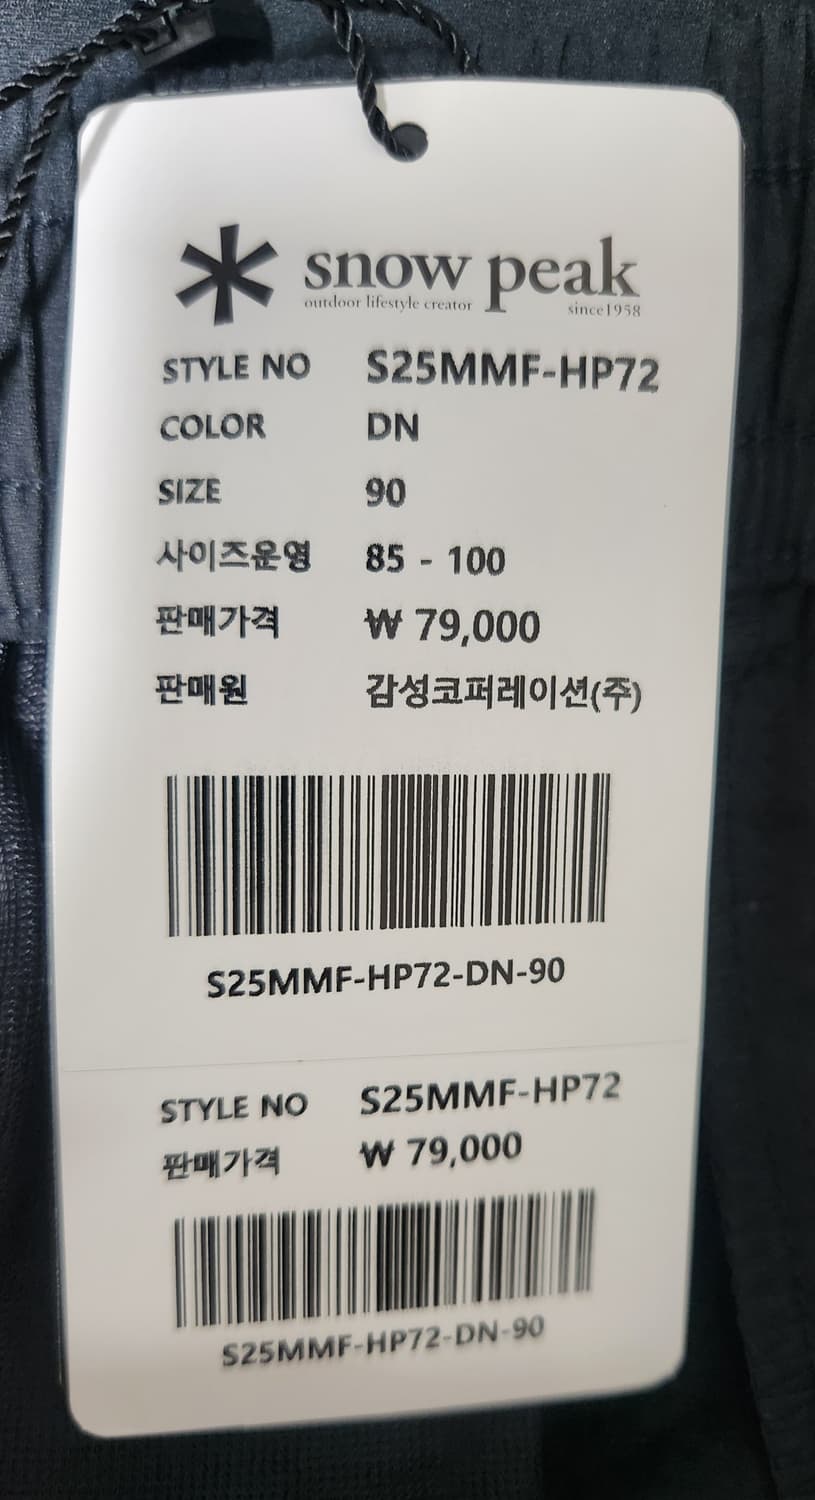 snow peak
outdoor lifestyle creator since1958
STYLE NO S25MMF-HP72
COLOR DN
SIZE 90
사이즈운영 85 - 100
판매가격 ₩ 79,000
판매원 감성코퍼레이션(주)
S25MMF-HP72-DN-90
STYLE NO S25MMF-HP72
판매가격 ₩ 79,000
S25MMF-HP72-DN-90